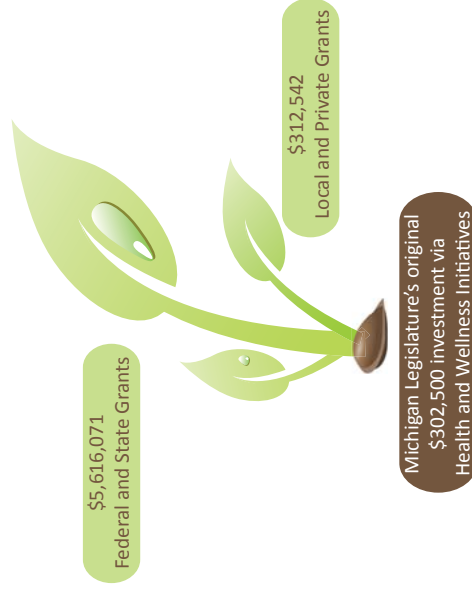 $5,616,071
Federal and State Grants
$312,542
Local and Private Grants
Michigan Legislature's original
$302,500 investment via
Health and Wellness Initiatives